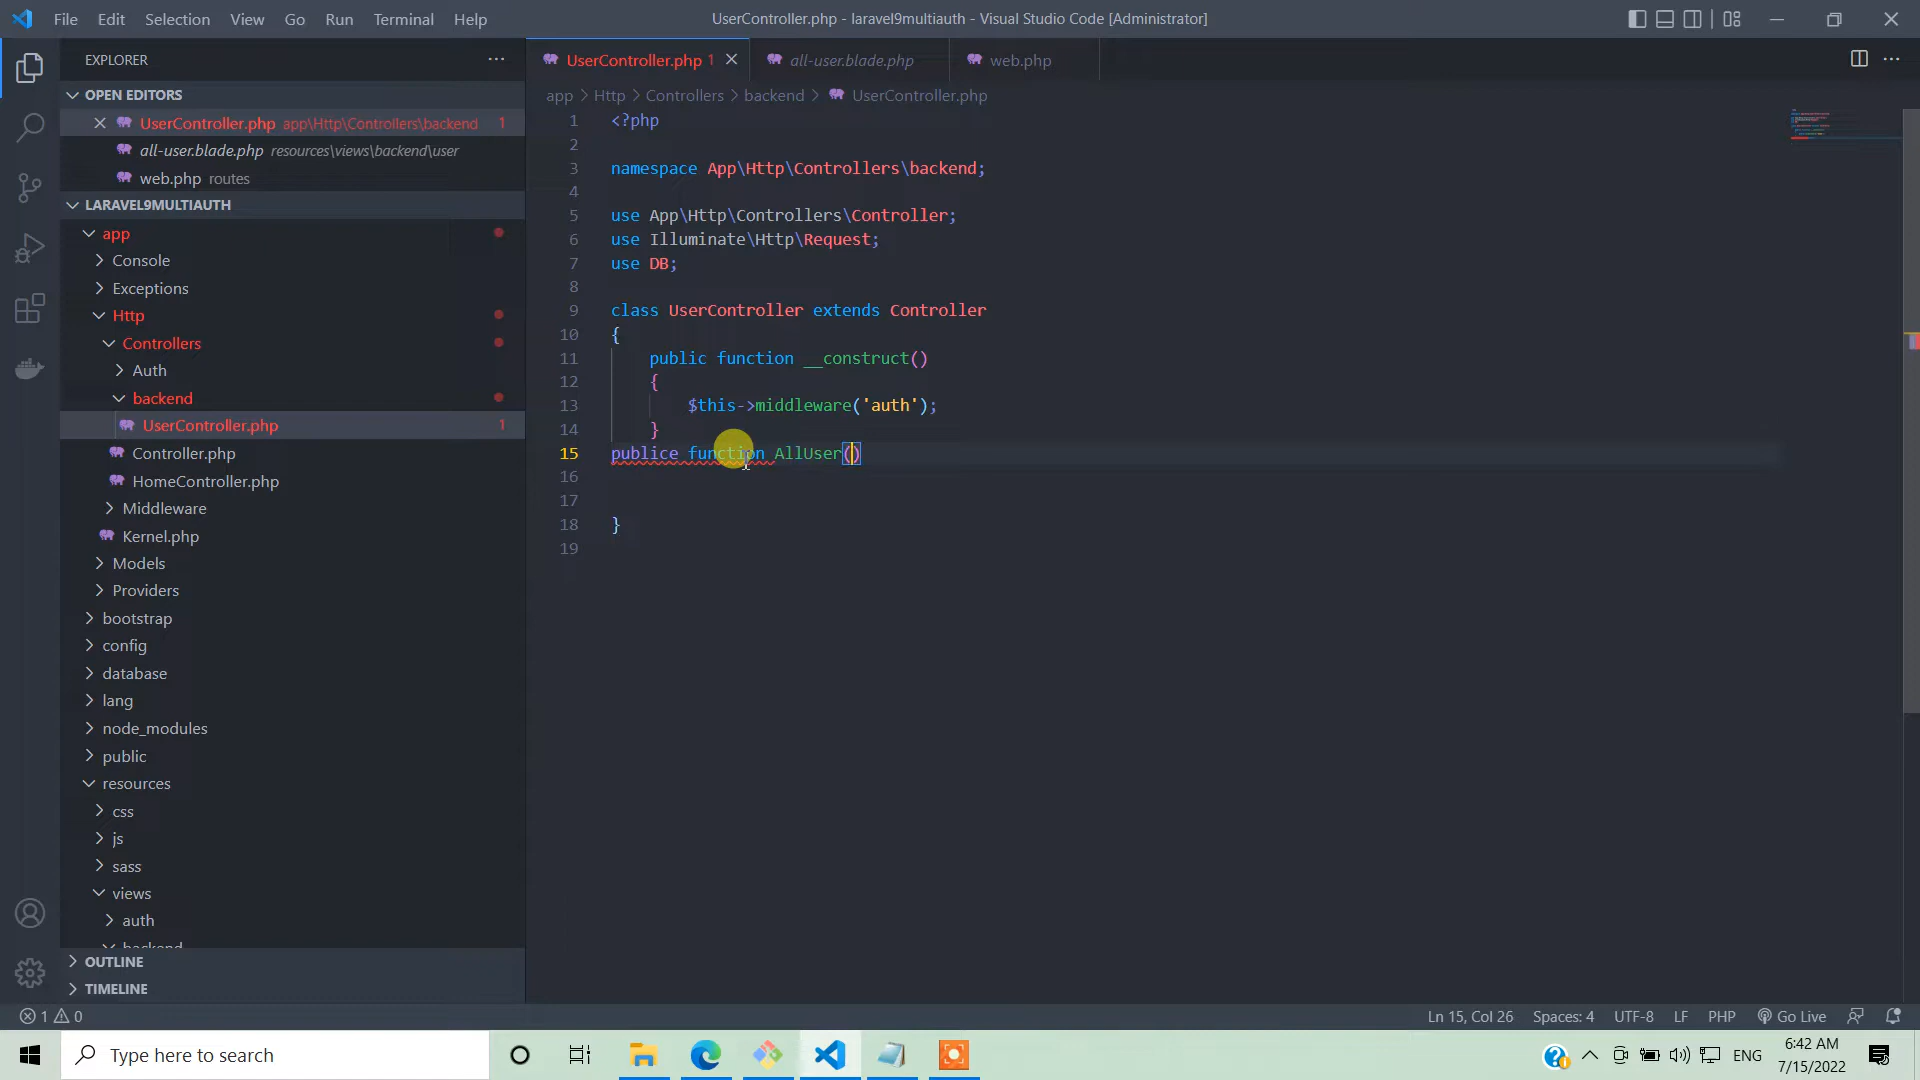 File Edit Selection View Go Run Terminal Help
UserController.php - laravel9multiauth - Visual Studio Code [Administrator]
EXPLORER
OPEN EDITORS
UserController.php app\Http\Controllers\backend 1
all-user.blade.php resources\views\backend\user
web.php routes
LARAVEL9MULTIAUTH
app
Console
Exceptions
Http
Controllers
Auth
backend
UserController.php 1
Controller.php
HomeController.php
Middleware
Kernel.php
Models
Providers
bootstrap
config
database
lang
node_modules
public
resources
css
js
sass
views
auth
backend
OUTLINE
TIMELINE
UserController.php 1 all-user.blade.php web.php
app > Http > Controllers > backend > UserController.php
1 <?php
2
3 namespace App\Http\Controllers\backend;
4
5 use App\Http\Controllers\Controller;
6 use Illuminate\Http\Request;
7 use DB;
8
9 class UserController extends Controller
10 {
11 public function __construct()
12 {
13 $this->middleware('auth');
14 }
15 publice function AllUser()
16
17
18 }
19
1 0
Ln 15, Col 26 Spaces: 4 UTF-8 LF PHP Go Live
Type here to search
ENG
6:42 AM
7/15/2022